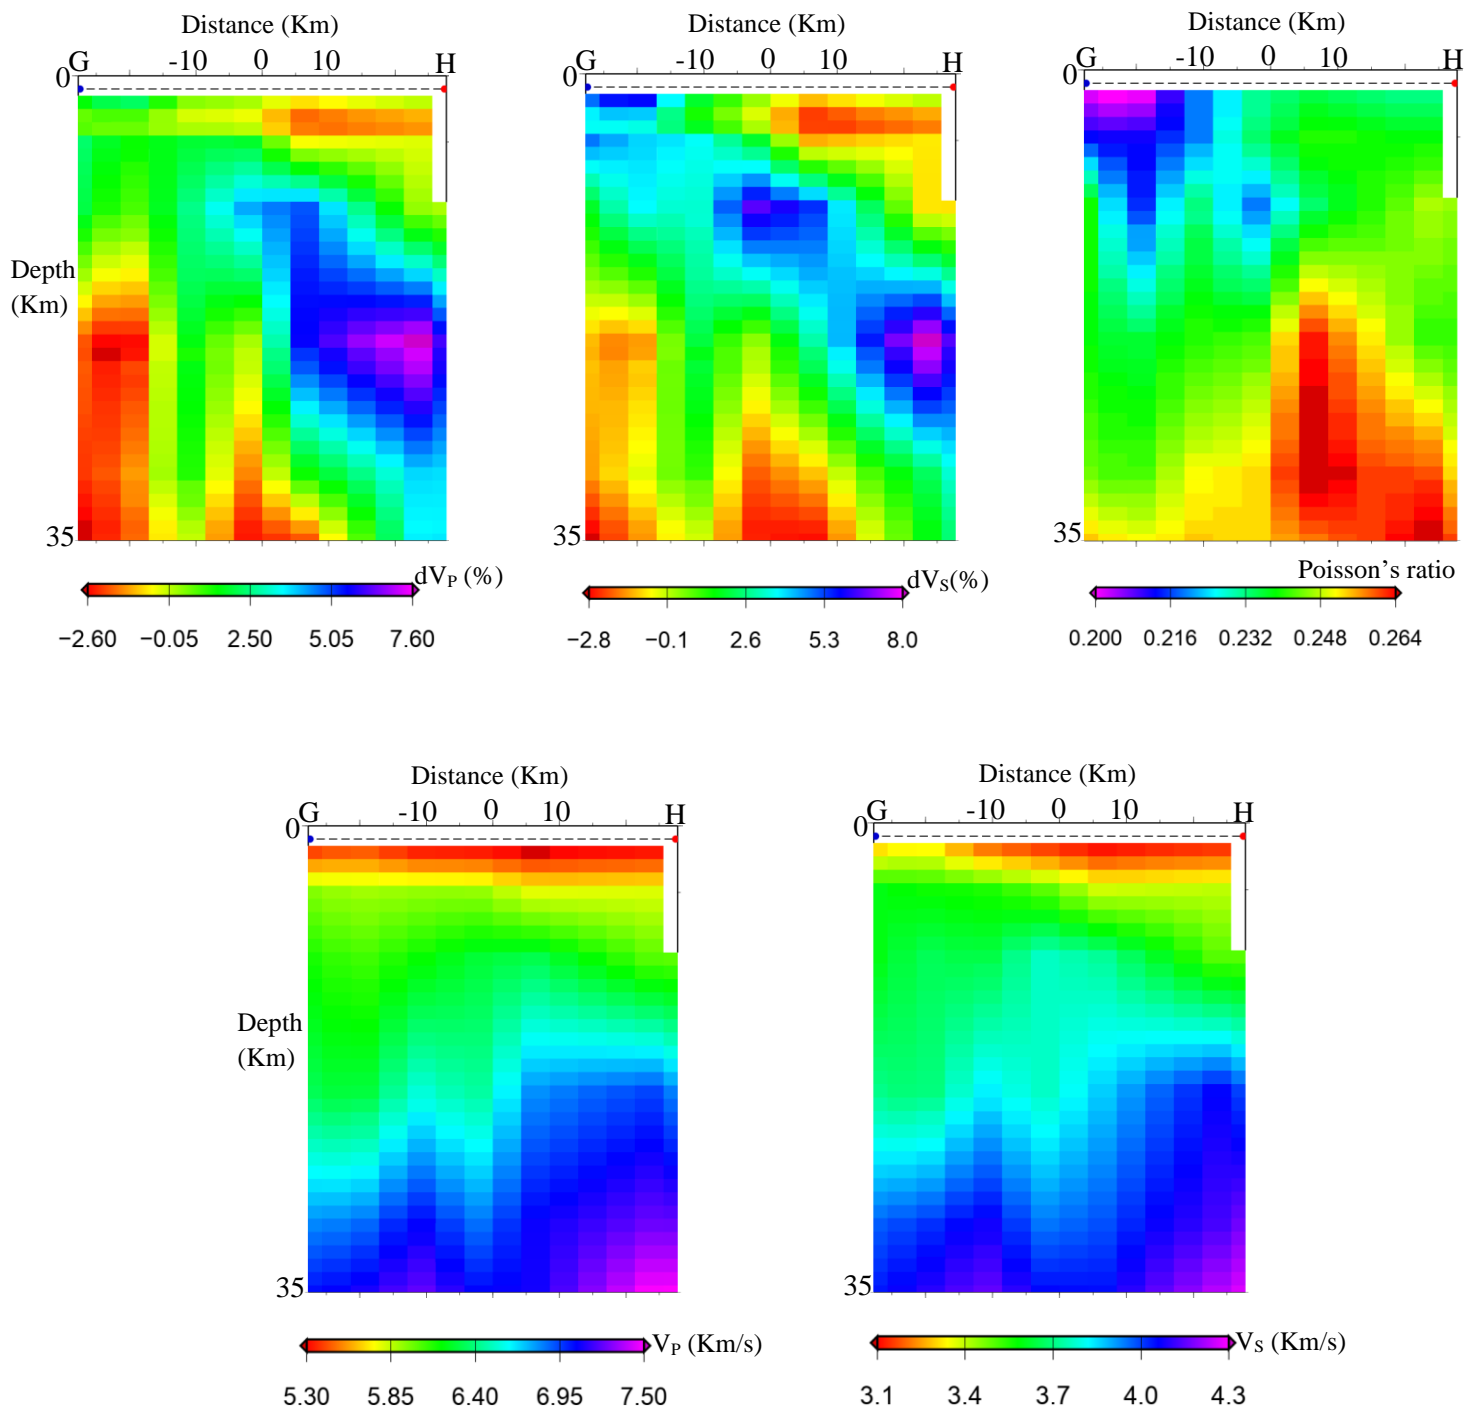 Distance (Km)
G -10 0 10 H
0
Depth
(Km)
35
dVP (%)
−2.60 −0.05 2.50 5.05 7.60
Distance (Km)
G -10 0 10 H
0
35
dVS(%)
−2.8 −0.1 2.6 5.3 8.0
Distance (Km)
G -10 0 10 H
0
35
Poisson’s ratio
0.200 0.216 0.232 0.248 0.264
Distance (Km)
G -10 0 10 H
0
Depth
(Km)
35
VP (Km/s)
5.30 5.85 6.40 6.95 7.50
Distance (Km)
G -10 0 10 H
0
35
VS (Km/s)
3.1 3.4 3.7 4.0 4.3